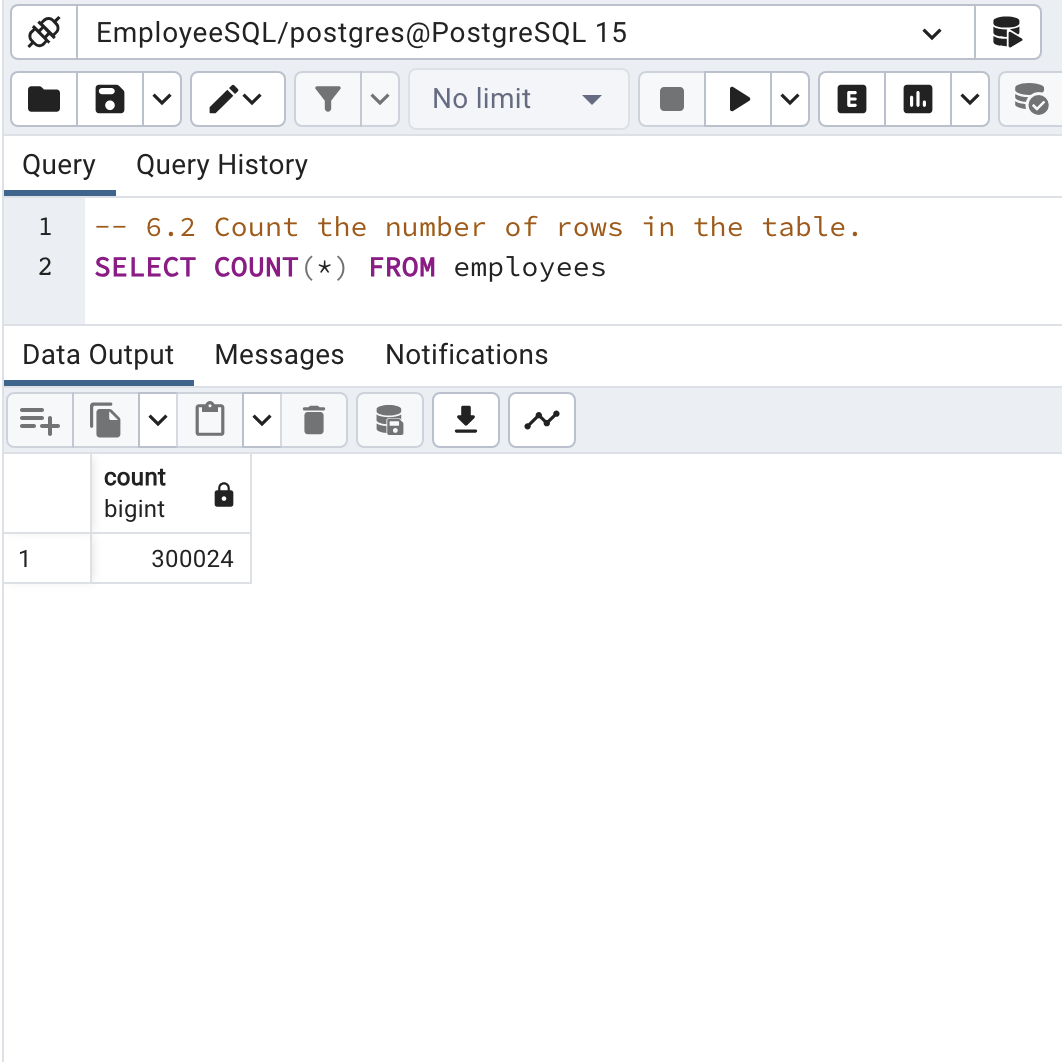 EmployeeSQL/postgres@PostgreSQL 15
No limit
E
Query Query History
1 -- 6.2 Count the number of rows in the table.
2 SELECT COUNT(*) FROM employees
Data Output Messages Notifications
count
bigint
1 300024